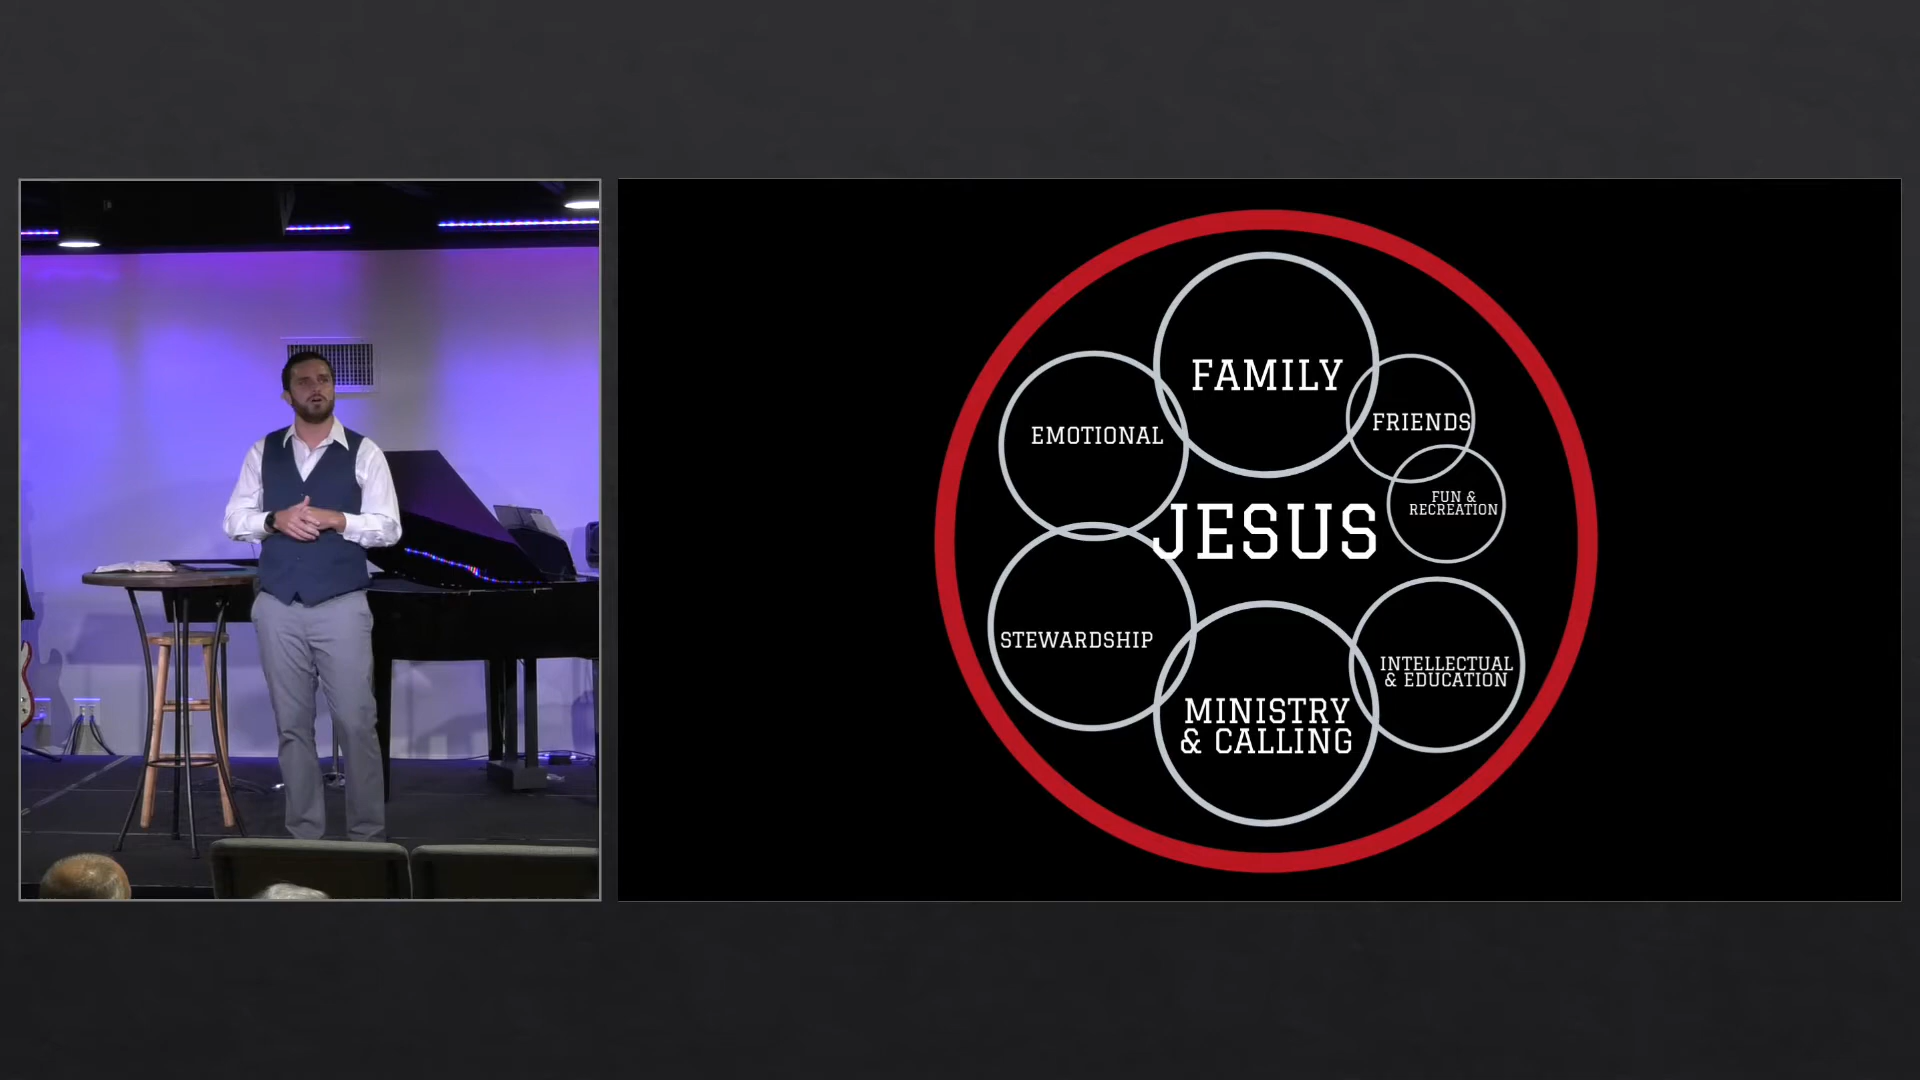 FAMILY
FRIENDS
EMOTIONAL
FUN &
RECREATION
JESUS
STEWARDSHIP
INTELLECTUAL
& EDUCATION
MINISTRY
& CALLING